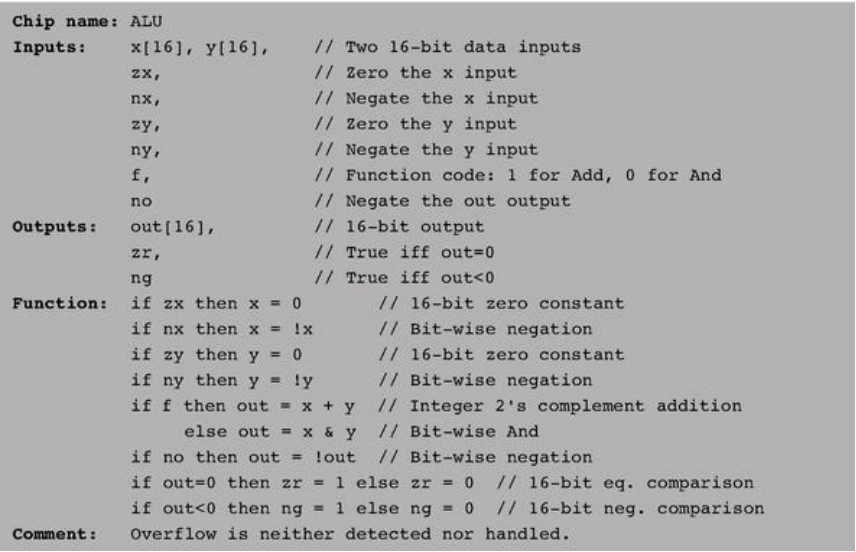 Chip name: ALU
Inputs: x[16], y[16], // Two 16-bit data inputs
zx, // Zero the x input
nx, // Negate the x input
zy, // Zero the y input
ny, // Negate the y input
f, // Function code: 1 for Add, 0 for And
no // Negate the out output
Outputs: out[16], // 16-bit output
zr, // True iff out=0
ng // True iff out<0
Function: if zx then x = 0 // 16-bit zero constant
if nx then x = !x // Bit-wise negation
if zy then y = 0 // 16-bit zero constant
if ny then y = !y // Bit-wise negation
if f then out = x + y // Integer 2's complement addition
else out = x & y // Bit-wise And
if no then out = !out // Bit-wise negation
if out=0 then zr = 1 else zr = 0 // 16-bit eq. comparison
if out<0 then ng = 1 else ng = 0 // 16-bit neg. comparison
Comment: Overflow is neither detected nor handled.